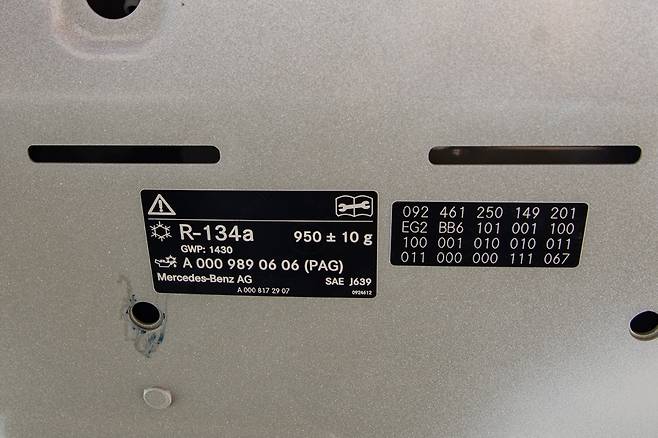 R-134a 950 ± 10 g
GWP: 1430
A 000 989 06 06 (PAG)
Mercedes-Benz AG SAE J639
A 000 817 29 07 0924612
092 461 250 149 201
EG2 BB6 101 001 100
100 001 010 010 011
011 000 000 111 067